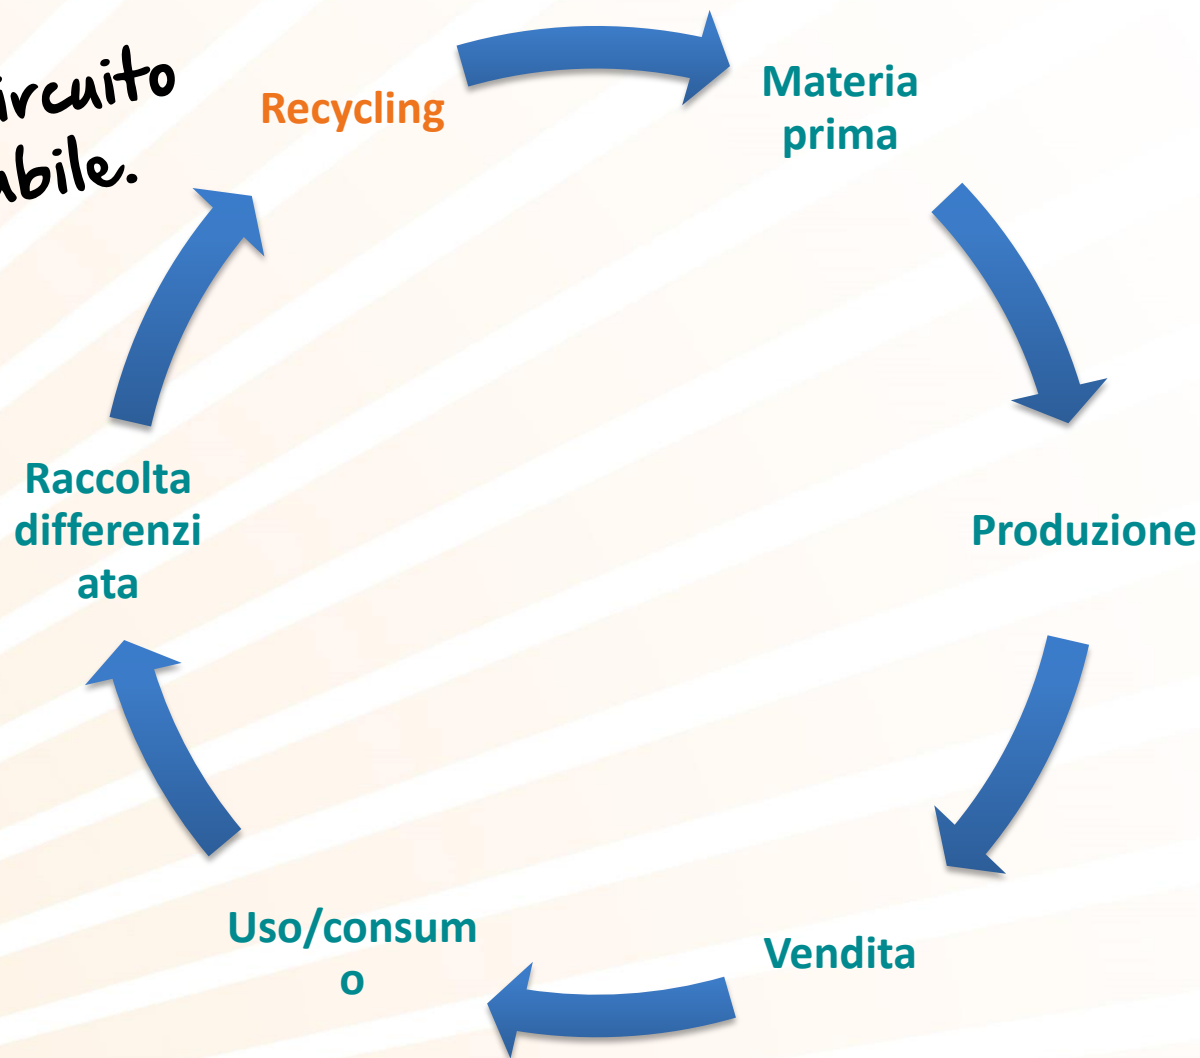 ircuito
abile.
Recycling
Materia
prima
Produzione
Vendita
Uso/consum
o
Raccolta
differenzi
ata